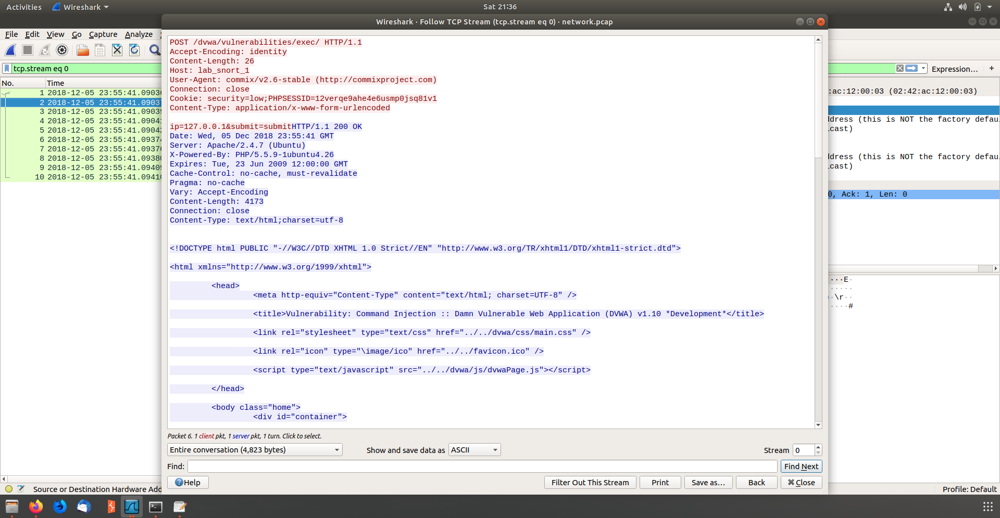 Activities Wireshark Sat 21:36
Wireshark · Follow TCP Stream (tcp.stream eq 0) · network.pcap
File Edit View Go Capture Analyze
tcp.stream eq 0
Expression… +
No. Time
1 2018-12-05 23:55:41.0903
2 2018-12-05 23:55:41.0903
3 2018-12-05 23:55:41.0903
4 2018-12-05 23:55:41.0904
5 2018-12-05 23:55:41.0904
6 2018-12-05 23:55:41.0937
7 2018-12-05 23:55:41.0937
8 2018-12-05 23:55:41.0938
9 2018-12-05 23:55:41.0940
10 2018-12-05 23:55:41.0941
POST /dvwa/vulnerabilities/exec/ HTTP/1.1
Accept-Encoding: identity
Content-Length: 26
Host: lab_snort_1
User-Agent: commix/v2.6-stable (http://commixproject.com)
Connection: close
Cookie: security=low;PHPSESSID=12verqe9ahe4e6usmp0jsq81v1
Content-Type: application/x-www-form-urlencoded
ip=127.0.0.1&submit=submitHTTP/1.1 200 OK
Date: Wed, 05 Dec 2018 23:55:41 GMT
Server: Apache/2.4.7 (Ubuntu)
X-Powered-By: PHP/5.5.9-1ubuntu4.26
Expires: Tue, 23 Jun 2009 12:00:00 GMT
Cache-Control: no-cache, must-revalidate
Pragma: no-cache
Vary: Accept-Encoding
Content-Length: 4173
Connection: close
Content-Type: text/html;charset=utf-8
<!DOCTYPE html PUBLIC "-//W3C//DTD XHTML 1.0 Strict//EN" "http://www.w3.org/TR/xhtml1/DTD/xhtml1-strict.dtd">
<html xmlns="http://www.w3.org/1999/xhtml">
<head>
<meta http-equiv="Content-Type" content="text/html; charset=UTF-8" />
<title>Vulnerability: Command Injection :: Damn Vulnerable Web Application (DVWA) v1.10 *Development*</title>
<link rel="stylesheet" type="text/css" href="../../dvwa/css/main.css" />
<link rel="icon" type="\image/ico" href="../../favicon.ico" />
<script type="text/javascript" src="../../dvwa/js/dvwaPage.js"></script>
</head>
<body class="home">
<div id="container">
:ac:12:00:03 (02:42:ac:12:00:03)
ddress (this is NOT the factory defau
cast)
ddress (this is NOT the factory defau
cast)
0, Ack: 1, Len: 0
···E·
·····
·\r··
····#
Packet 6. 1 client pkt, 1 server pkt, 1 turn. Click to select.
Entire conversation (4,823 bytes) Show and save data as ASCII Stream 0
Find: Find Next
Help Filter Out This Stream Print Save as… Back Close
Source or Destination Hardware Add Profile: Default